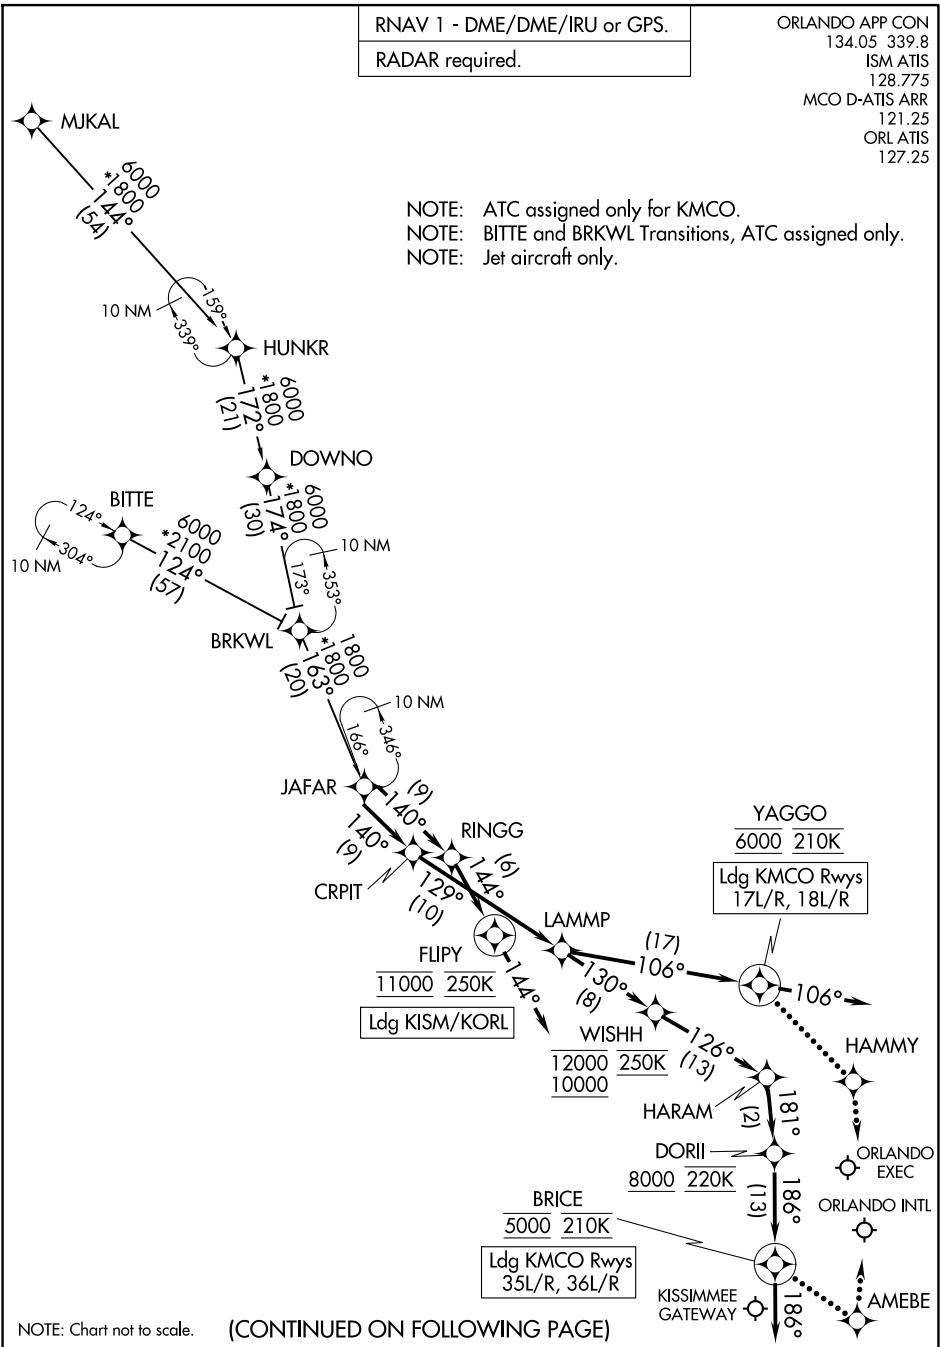 RNAV 1 - DME/DME/IRU or GPS.
RADAR required.
ORLANDO APP CON
134.05 339.8
ISM ATIS
128.775
MCO D-ATIS ARR
121.25
ORL ATIS
127.25
MJKAL
6000
*1800
144°
(54)
NOTE: ATC assigned only for KMCO.
NOTE: BITTE and BRKWL Transitions, ATC assigned only.
NOTE: Jet aircraft only.
10 NM
159°
339°
HUNKR
6000
*1800
172°
(21)
DOWNO
6000
*1800
174°
(30)
BITTE
124°
304°
10 NM
6000
*2100
124°
(57)
10 NM
173°
353°
BRKWL
1800
*1800
163°
(20)
10 NM
166°
346°
JAFAR
(9)
140°
140°
(9)
RINGG
(6)
144°
CRPIT
129°
(10)
YAGGO
6000 210K
Ldg KMCO Rwys
17L/R, 18L/R
LAMMP
(17)
106°
106°
FLIPY
11000 250K
Ldg KISM/KORL
144°
130°
(8)
WISHH
12000 250K
10000
126°
(13)
HAMMY
HARAM
181°
(2)
DORII
8000 220K
ORLANDO
EXEC
186°
(13)
BRICE
5000 210K
Ldg KMCO Rwys
35L/R, 36L/R
ORLANDO INTL
KISSIMMEE
GATEWAY
186°
AMEBE
NOTE: Chart not to scale.
(CONTINUED ON FOLLOWING PAGE)